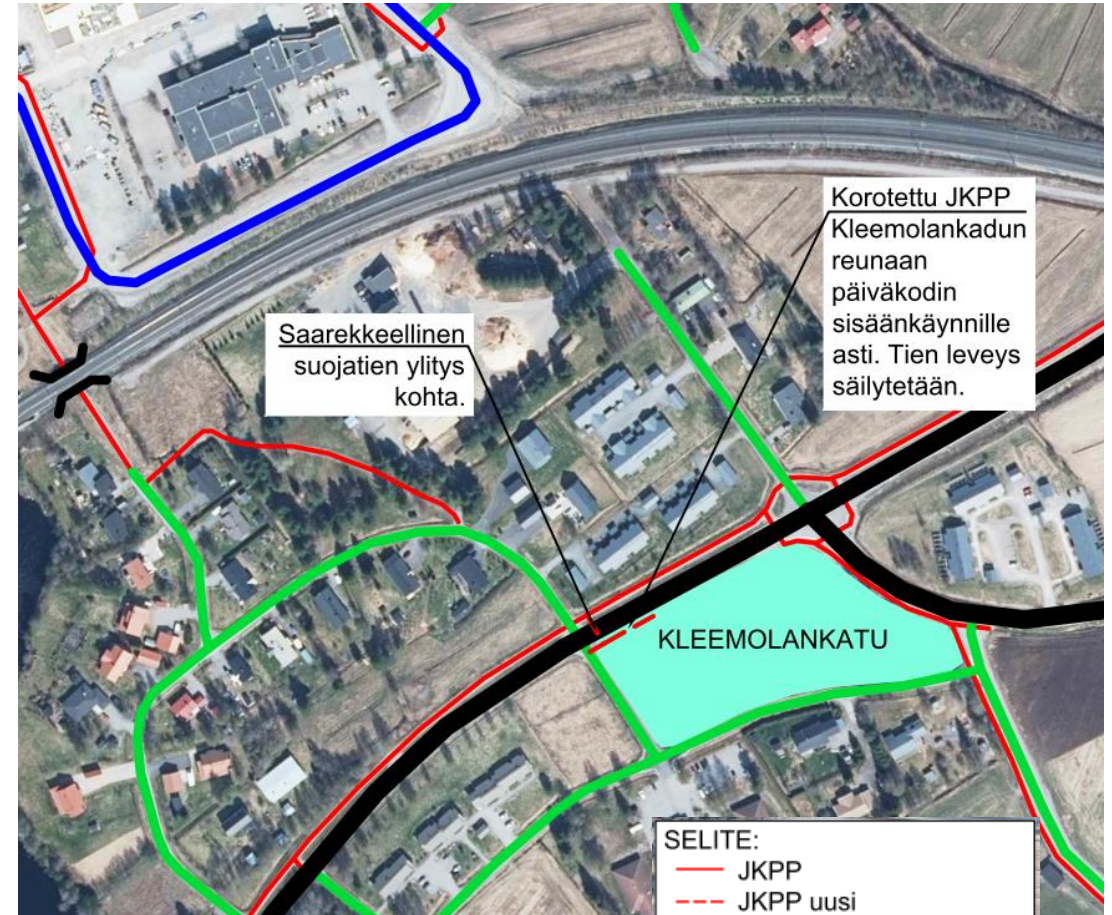 Korotettu JKPP
Kleemolankadun
reunaan
päiväkodin
sisäänkäynnille
asti. Tien leveys
säilytetään.
Saarekkeellinen
suojatien ylitys
kohta.
KLEEMOLANKATU
SELITE:
JKPP
JKPP uusi